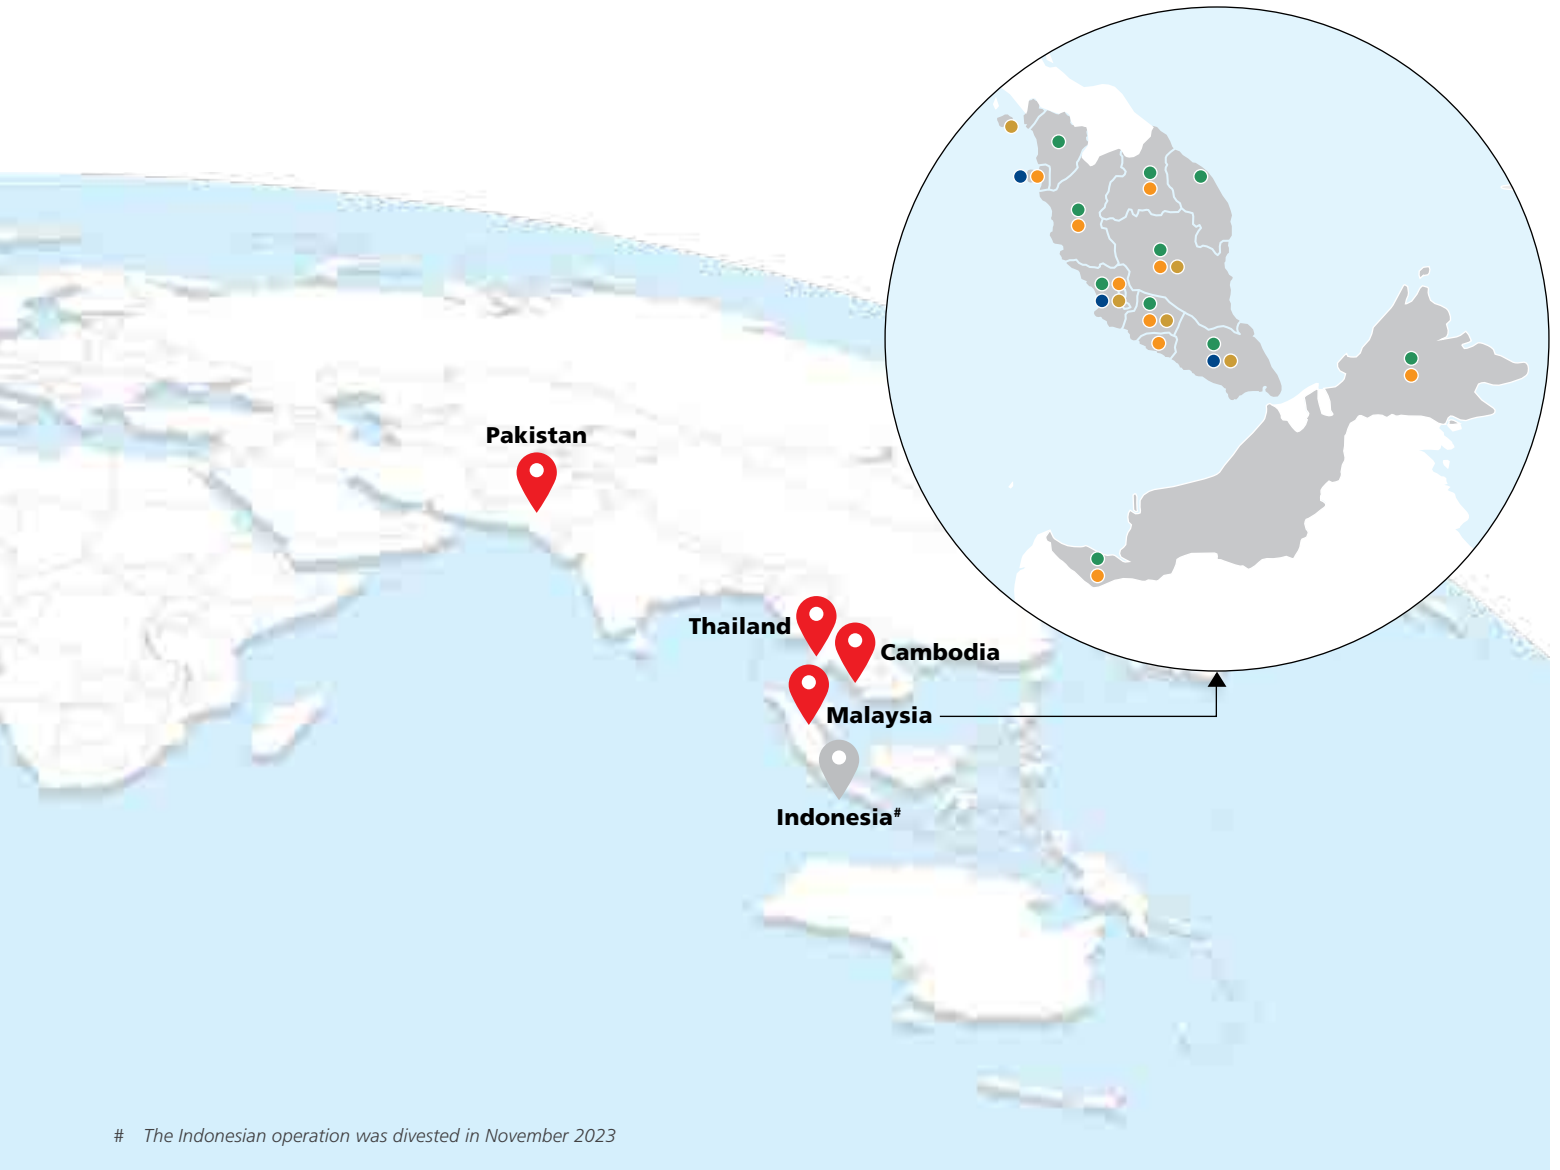 Pakistan
Thailand
Cambodia
Malaysia
Indonesia#
# The Indonesian operation was divested in November 2023